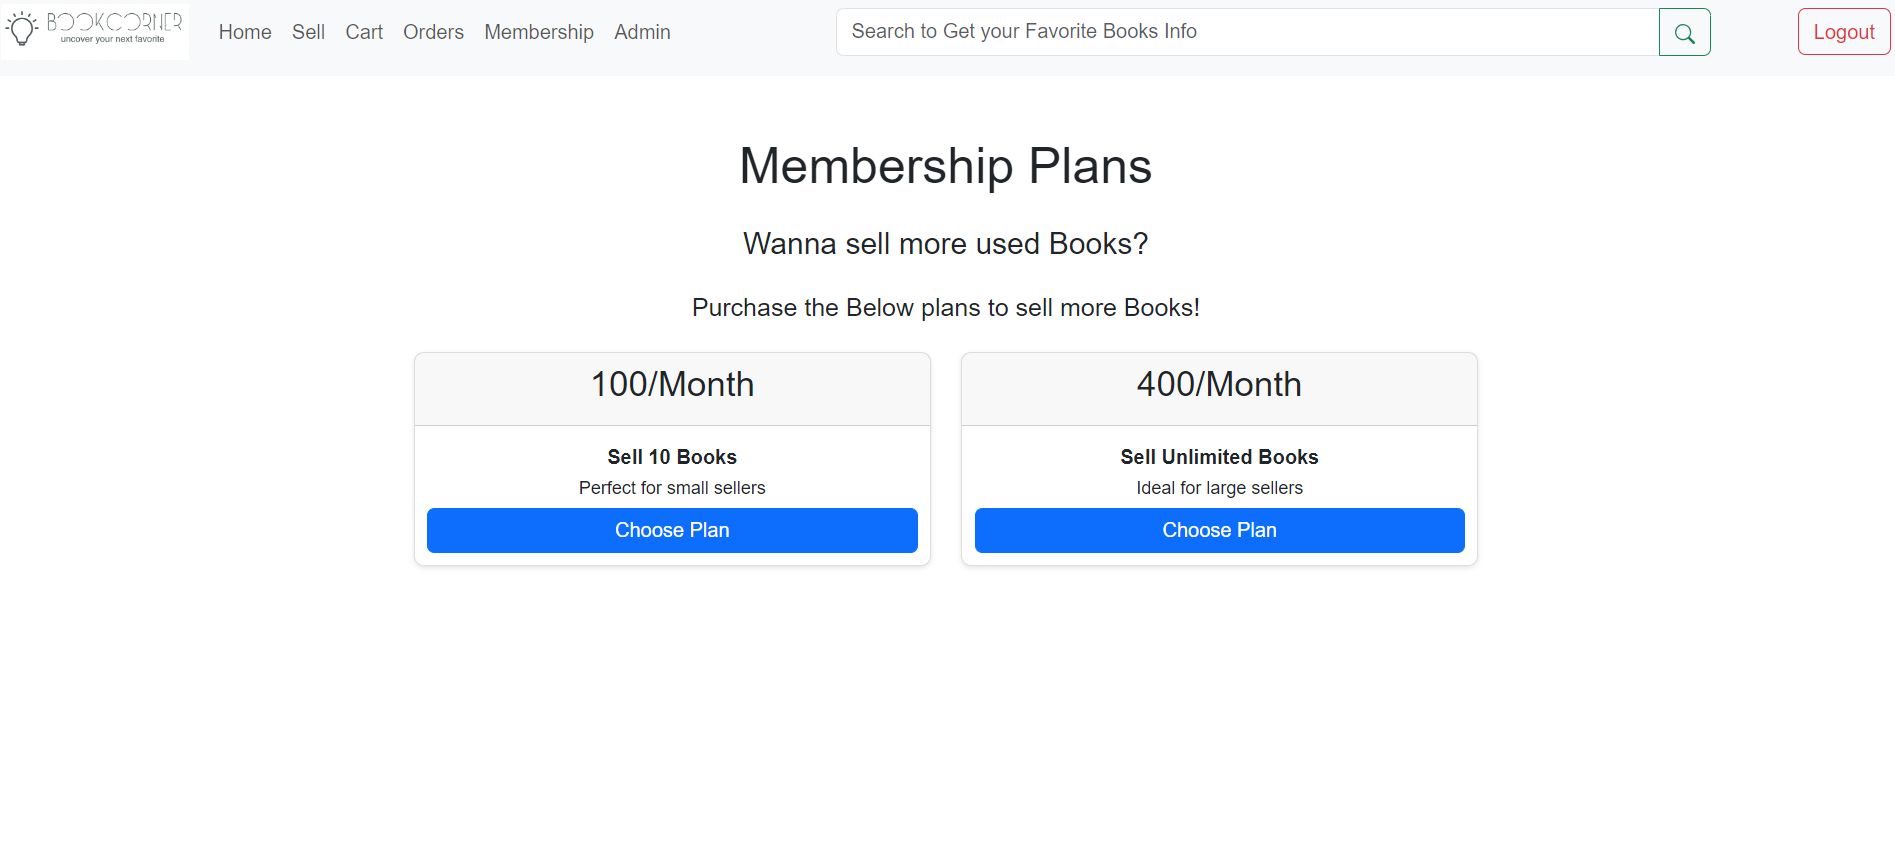 BOOKCORNER
uncover your next favorite
Home Sell Cart Orders Membership Admin
Search to Get your Favorite Books Info
Logout
Membership Plans
Wanna sell more used Books?
Purchase the Below plans to sell more Books!
100/Month
Sell 10 Books
Perfect for small sellers
Choose Plan
400/Month
Sell Unlimited Books
Ideal for large sellers
Choose Plan